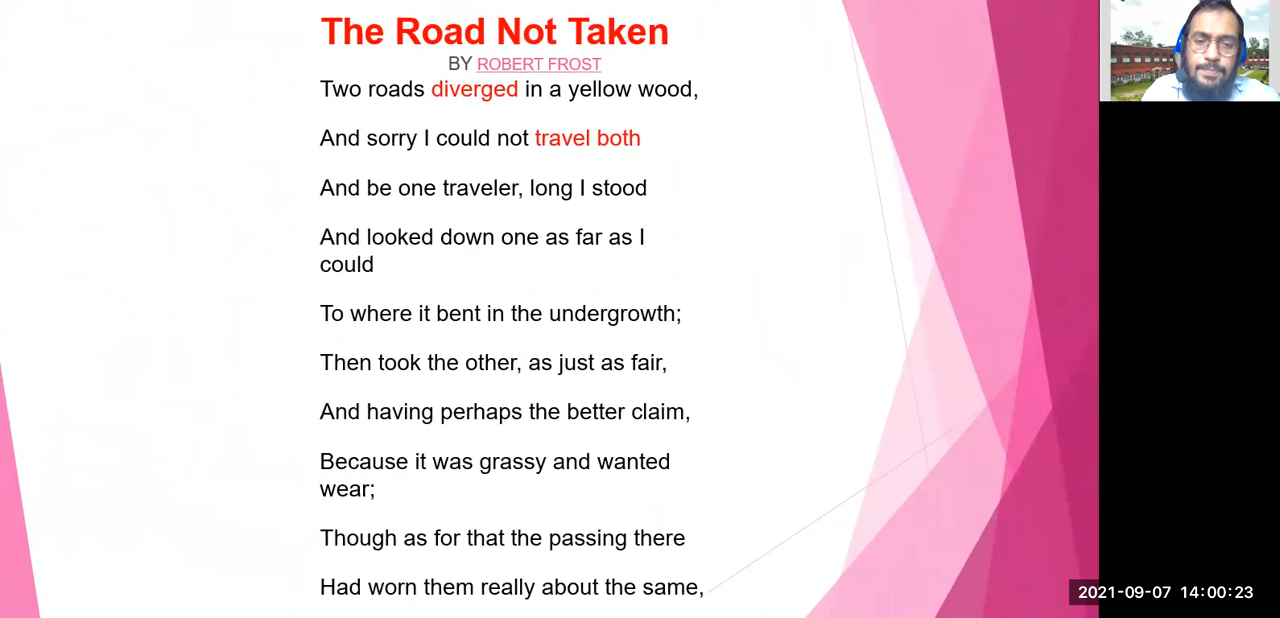 The Road Not Taken
BY ROBERT FROST
Two roads diverged in a yellow wood,
And sorry I could not travel both
And be one traveler, long I stood
And looked down one as far as I
could
To where it bent in the undergrowth;
Then took the other, as just as fair,
And having perhaps the better claim,
Because it was grassy and wanted
wear;
Though as for that the passing there
Had worn them really about the same,
2021-09-07 14:00:23